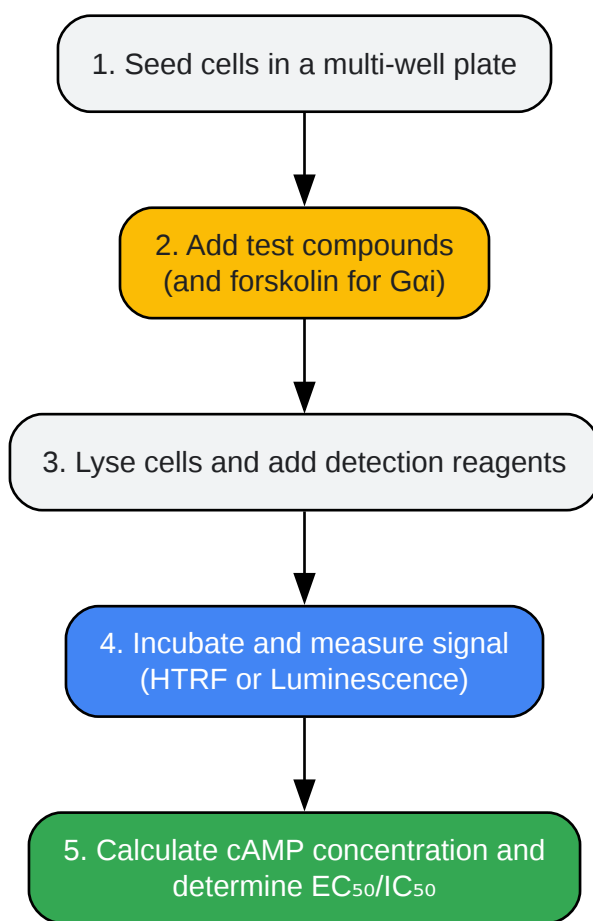 1. Seed cells in a multi-well plate
2. Add test compounds
(and forskolin for Gαi)
3. Lyse cells and add detection reagents
4. Incubate and measure signal
(HTRF or Luminescence)
5. Calculate cAMP concentration and
determine EC₅₀/IC₅₀